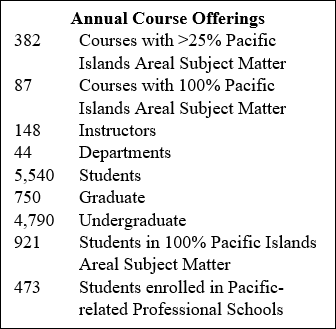 Annual Course Offerings
382 Courses with >25% Pacific
Islands Areal Subject Matter
87 Courses with 100% Pacific
Islands Areal Subject Matter
148 Instructors
44 Departments
5,540 Students
750 Graduate
4,790 Undergraduate
921 Students in 100% Pacific Islands
Areal Subject Matter
473 Students enrolled in Pacific-
related Professional Schools